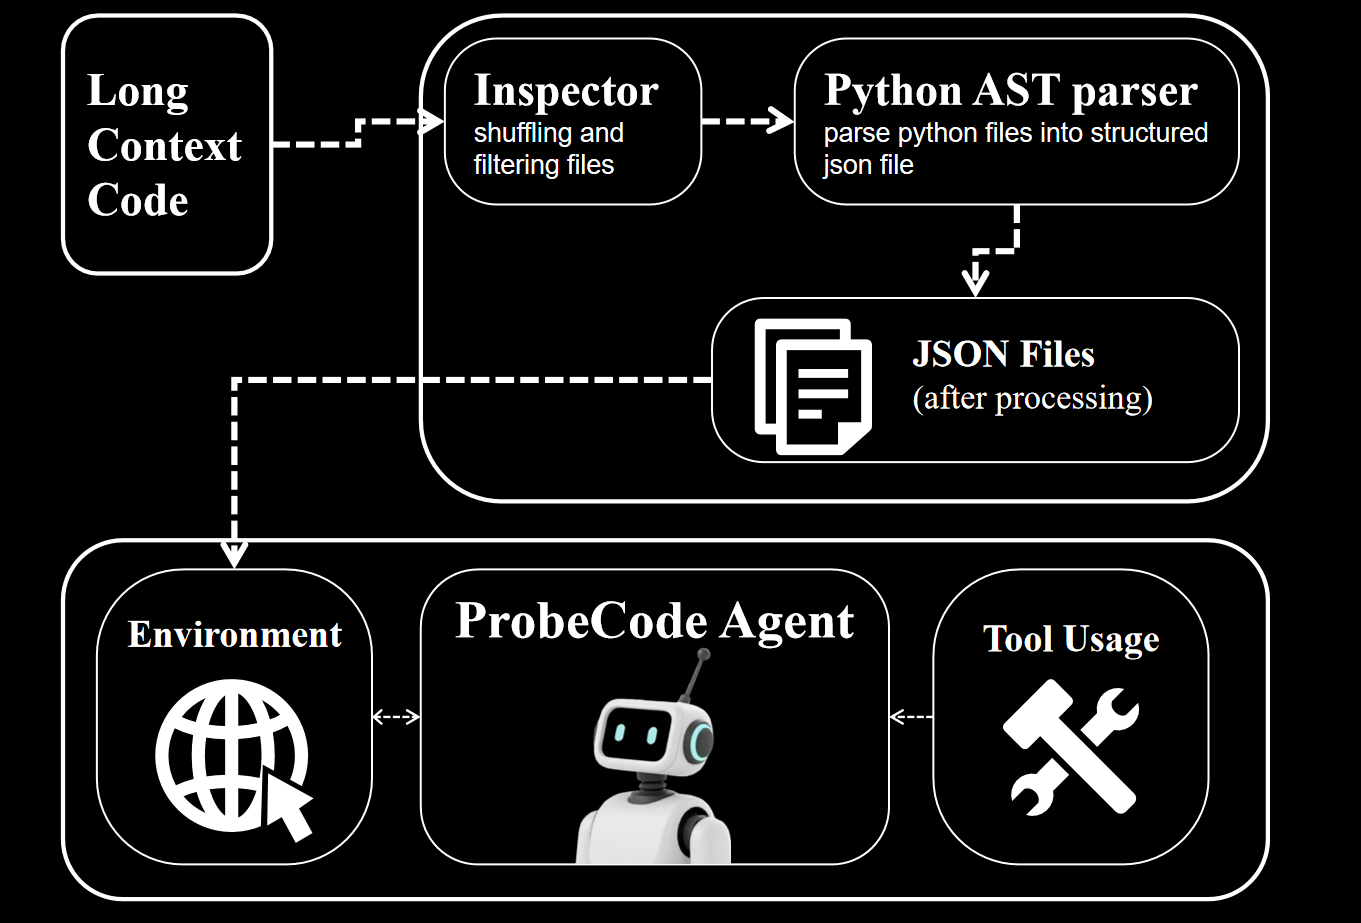 Long
Context
Code
Inspector
shuffling and
filtering files
Python AST parser
parse python files into structured
json file
JSON Files
(after processing)
Environment
ProbeCode Agent
Tool Usage